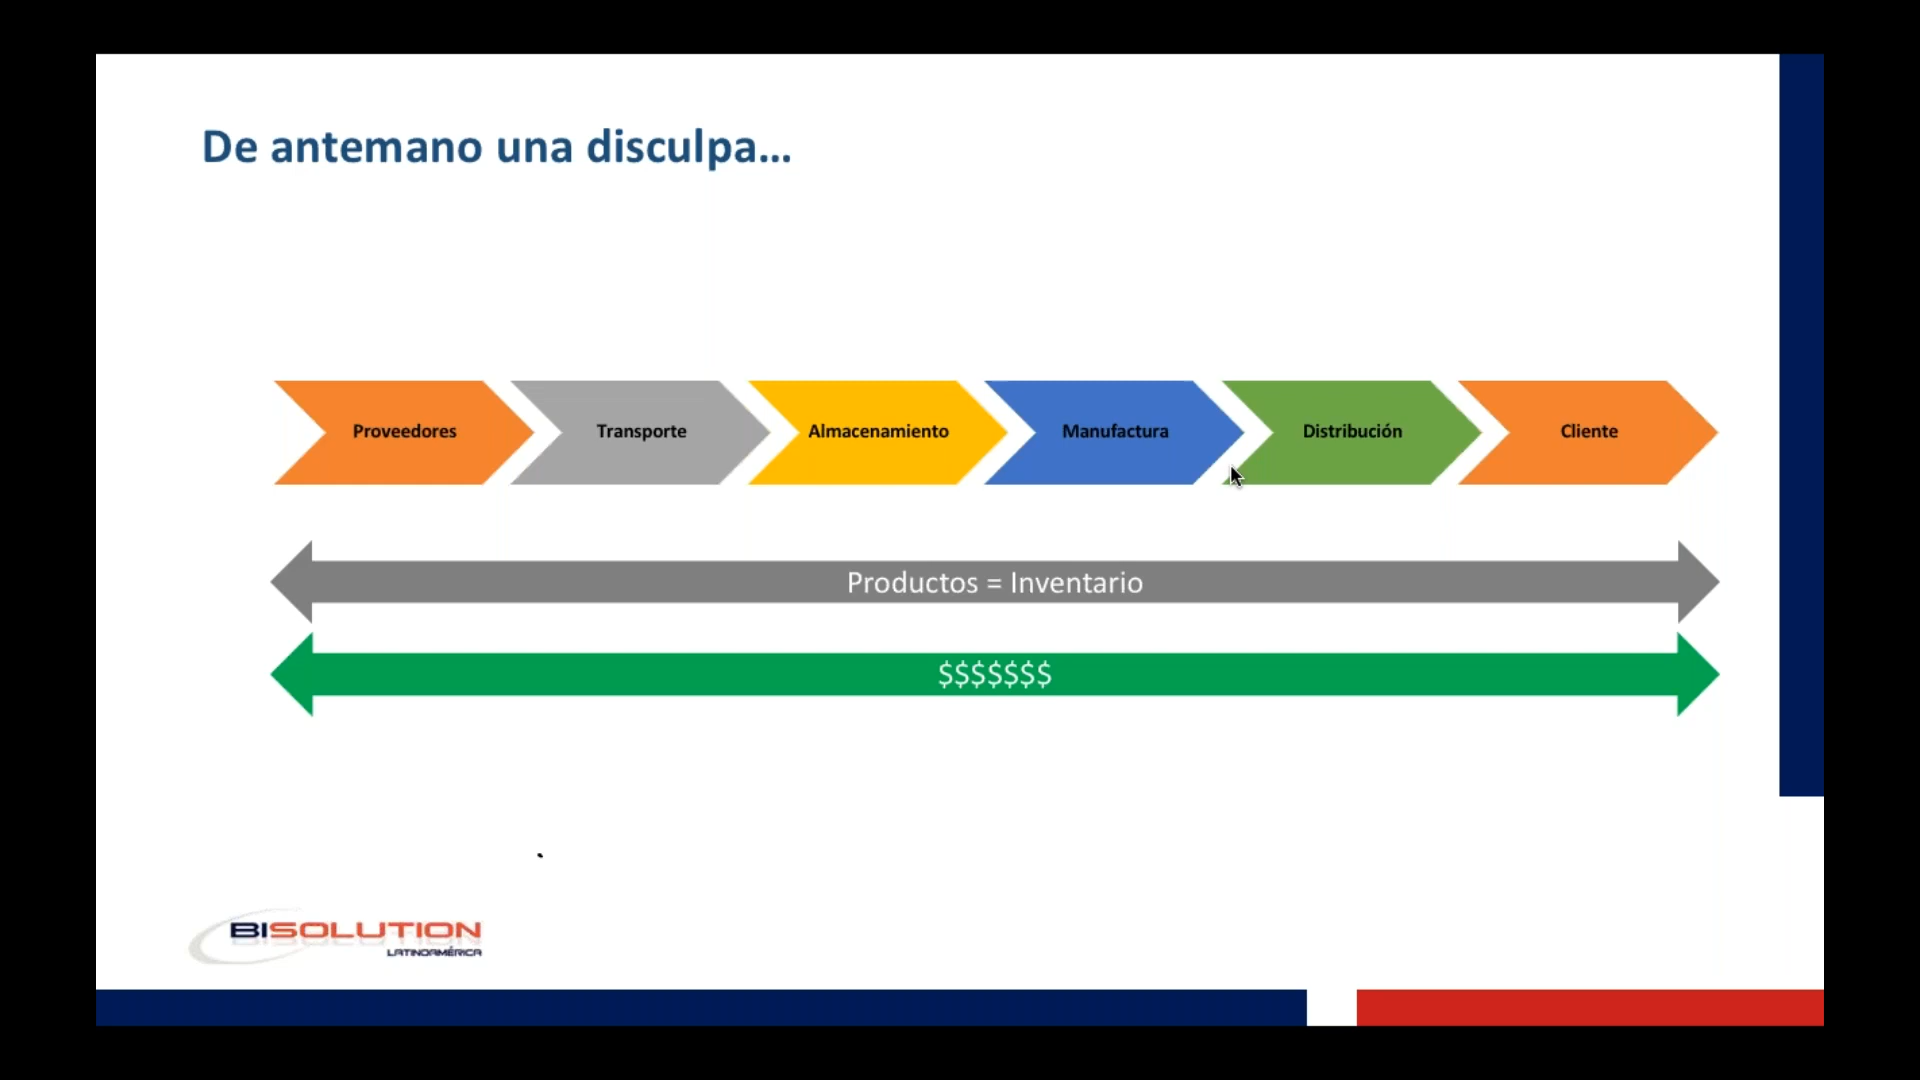 De antemano una disculpa...
Proveedores
Transporte
Almacenamiento
Manufactura
Distribución
Cliente
Productos = Inventario
$$$$$$$
BISOLUTION
LATINOAMÉRICA